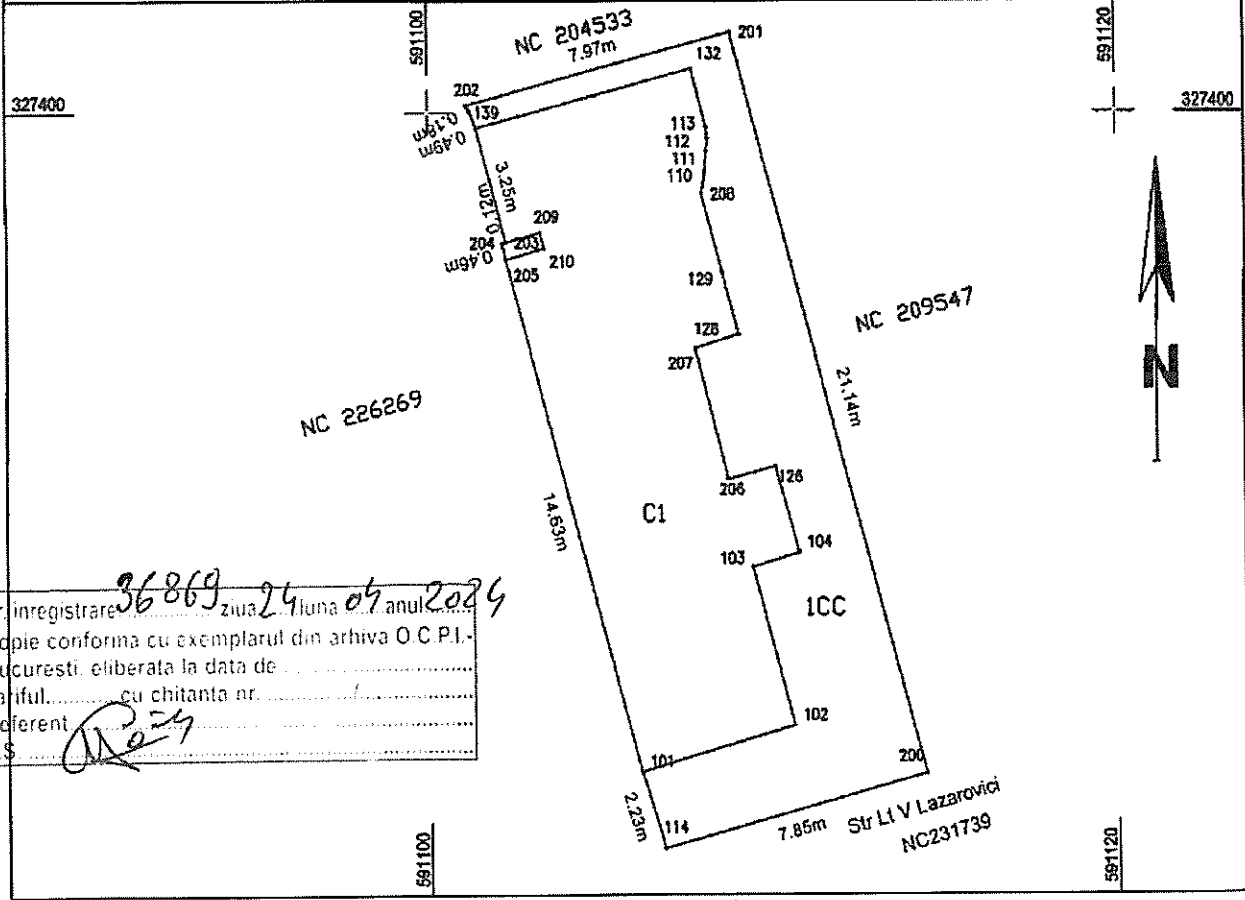 591100
NC 204533
7.97m
201
591120
132
327400
202
139
327400
0.18m
0.49m
113
112
111
110
3.25m
208
0.12m
209
204
203
0.46m
210
205
129
NC 209547
128
207
N
21.14m
NC 226269
206
126
14.63m
C1
104
103
1CC
inregistrare 36869 ziua 24 luna 04 anul 2024
opie conforma cu exemplarul din arhiva O.C.P.I.-
ucuresti, eliberata la data de
ariful......... cu chitanta nr. ......... / .........
eferent
S
102
101
200
2.23m
114
7.85m
Str Lt V Lazarovici
NC231739
591100
591120